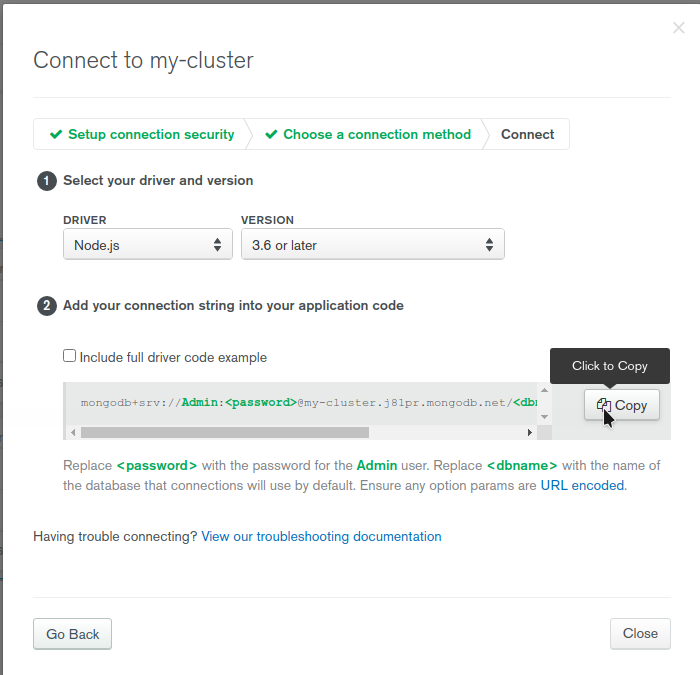 Connect to my-cluster
Setup connection security Choose a connection method Connect
1 Select your driver and version
DRIVER VERSION
Node.js 3.6 or later
2 Add your connection string into your application code
Include full driver code example
Click to Copy
mongodb+srv://Admin:<password>@my-cluster.j8lpr.mongodb.net/<dbn
Copy
Replace <password> with the password for the Admin user. Replace <dbname> with the name of
the database that connections will use by default. Ensure any option params are URL encoded.
Having trouble connecting? View our troubleshooting documentation
Go Back Close